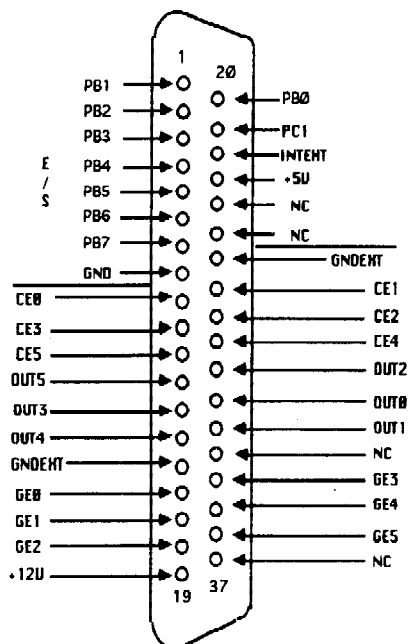 1
20
PB1
PB2
PB3
PB4
PB5
PB6
PB7
GND
E
/
S
CE0
CE3
CE5
OUT5
OUT3
OUT4
GNDEXT
GE0
GE1
GE2
+12V
19
PB0
PC1
INTEXT
+5V
NC
NC
GNDEXT
CE1
CE2
CE4
OUT2
OUT0
OUT1
NC
GE3
GE4
GE5
NC
37